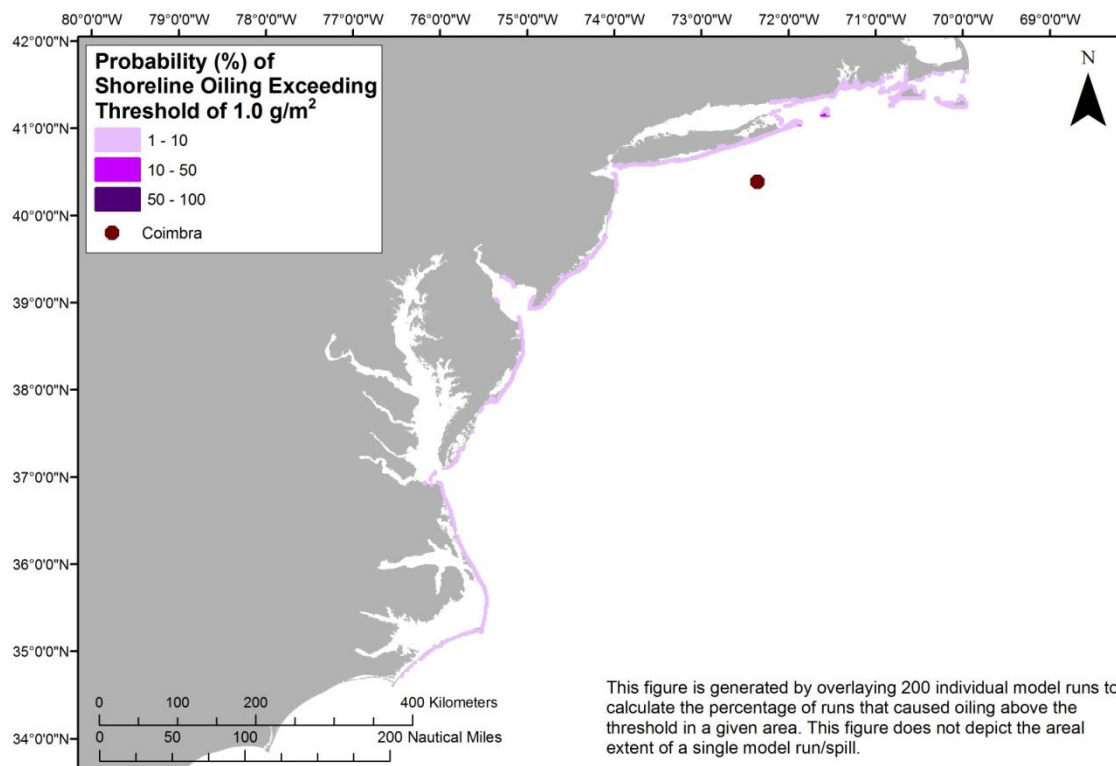 80°0'0"W 79°0'0"W 78°0'0"W 77°0'0"W 76°0'0"W 75°0'0"W 74°0'0"W 73°0'0"W 72°0'0"W 71°0'0"W 70°0'0"W 69°0'0"W
42°0'0"N
Probability (%) of
Shoreline Oiling Exceeding
Threshold of 1.0 g/m²
1 - 10
10 - 50
50 - 100
Coimbra
N
41°0'0"N
40°0'0"N
39°0'0"N
38°0'0"N
37°0'0"N
36°0'0"N
35°0'0"N
34°0'0"N
0 100 200 400 Kilometers
0 50 100 200 Nautical Miles
This figure is generated by overlaying 200 individual model runs to
calculate the percentage of runs that caused oiling above the
threshold in a given area. This figure does not depict the areal
extent of a single model run/spill.